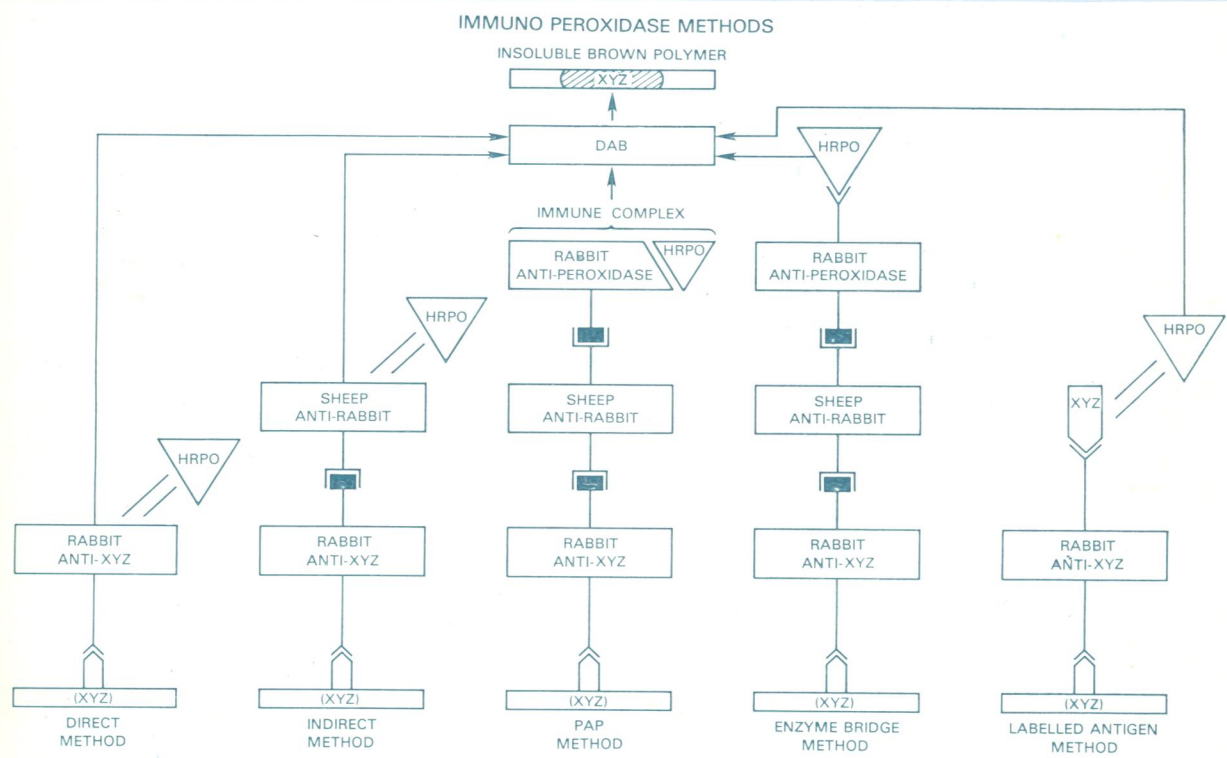 IMMUNO PEROXIDASE METHODS
INSOLUBLE BROWN POLYMER
XYZ
DAB
HRPO
IMMUNE COMPLEX
RABBIT
ANTI-PEROXIDASE
HRPO
RABBIT
ANTI-PEROXIDASE
HRPO
HRPO
SHEEP
ANTI-RABBIT
SHEEP
ANTI-RABBIT
SHEEP
ANTI-RABBIT
XYZ
HRPO
RABBIT
ANTI-XYZ
RABBIT
ANTI-XYZ
RABBIT
ANTI-XYZ
RABBIT
ANTI-XYZ
RABBIT
ANTI-XYZ
(XYZ)
(XYZ)
(XYZ)
(XYZ)
(XYZ)
DIRECT
METHOD
INDIRECT
METHOD
PAP
METHOD
ENZYME BRIDGE
METHOD
LABELLED ANTIGEN
METHOD